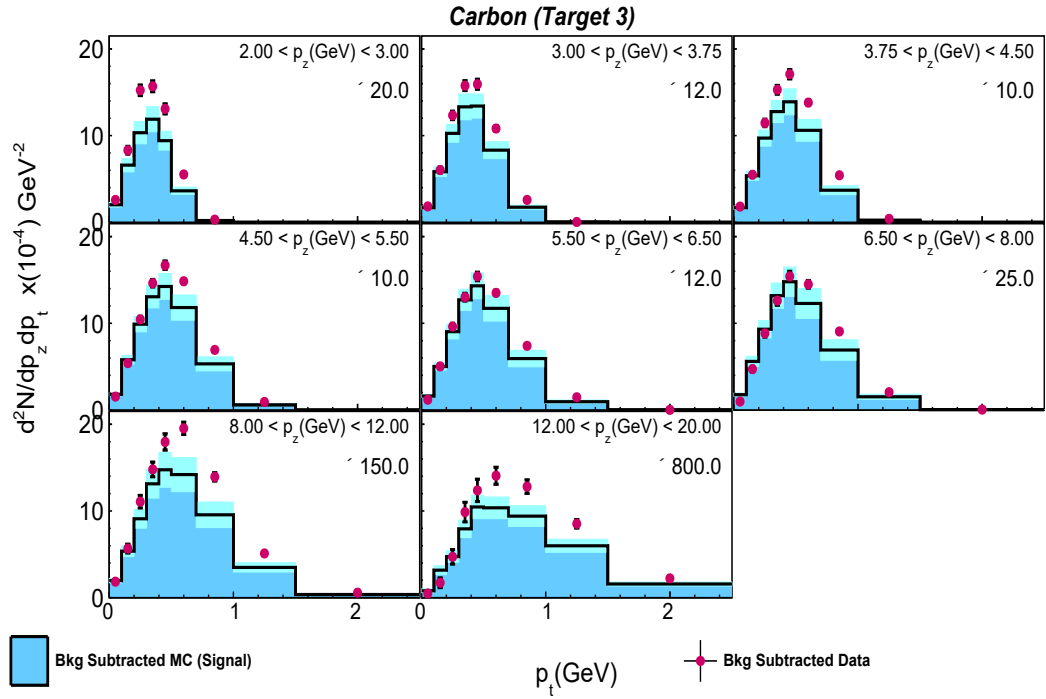 Carbon (Target 3)
d²N/dp_z dp_t x(10⁻⁴) GeV⁻²
20
10
0
2.00 < p_z(GeV) < 3.00
´ 20.0
3.00 < p_z(GeV) < 3.75
´ 12.0
3.75 < p_z(GeV) < 4.50
´ 10.0
20
10
0
4.50 < p_z(GeV) < 5.50
´ 10.0
5.50 < p_z(GeV) < 6.50
´ 12.0
6.50 < p_z(GeV) < 8.00
´ 25.0
20
10
0
8.00 < p_z(GeV) < 12.00
´ 150.0
12.00 < p_z(GeV) < 20.00
´ 800.0
0 1 2 0 1 2
Bkg Subtracted MC (Signal)
p_t(GeV)
Bkg Subtracted Data